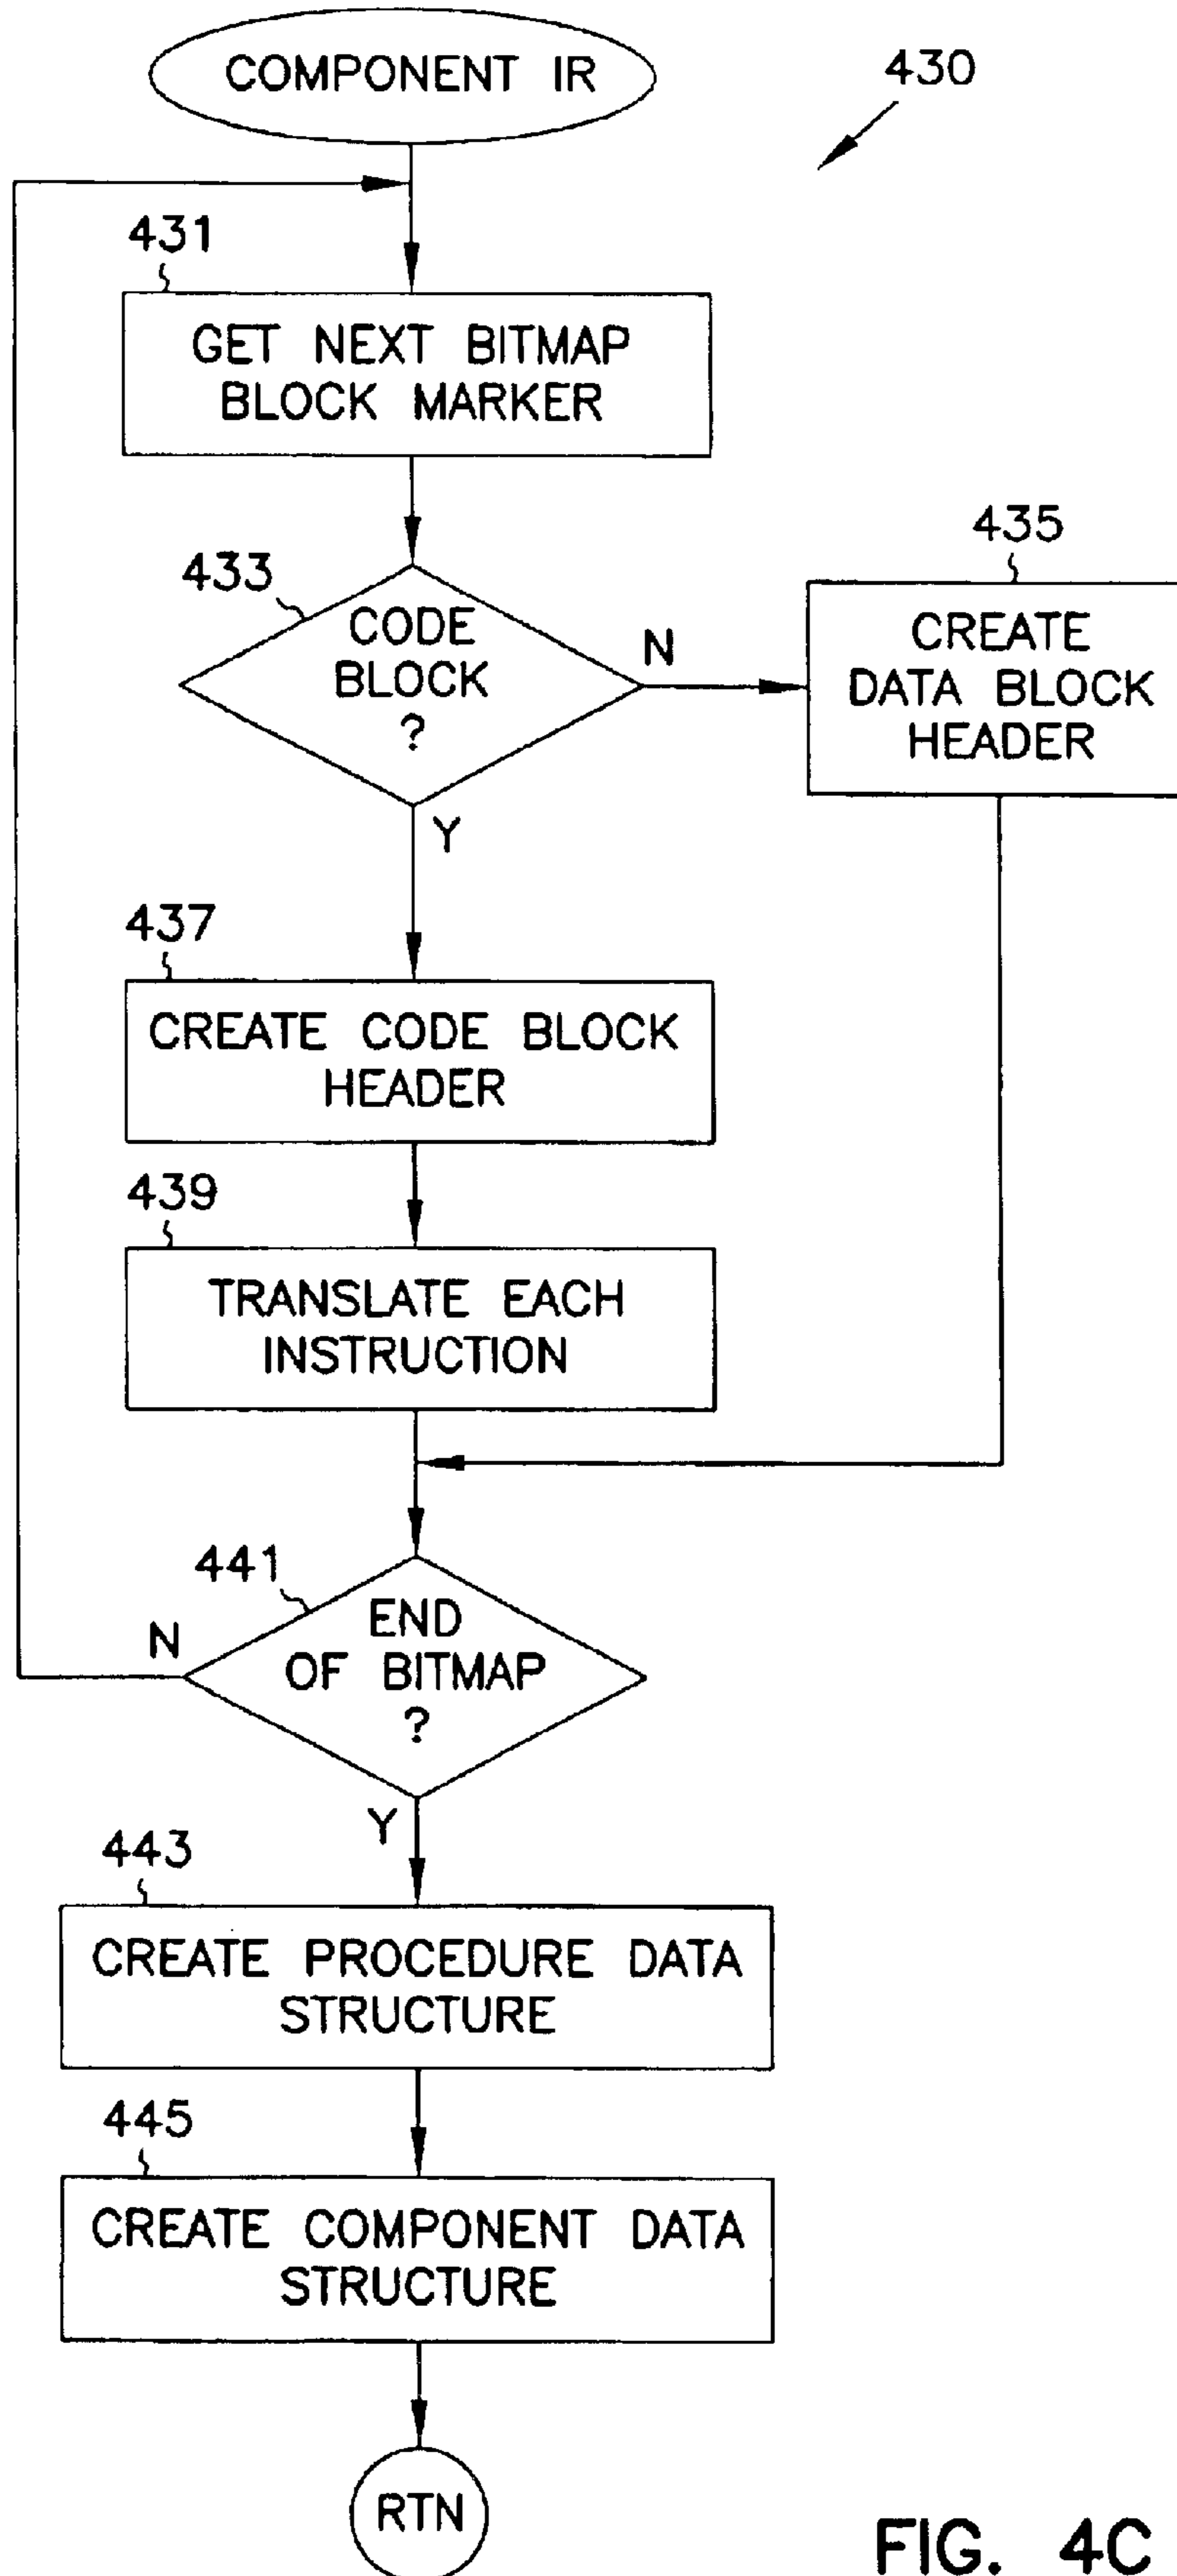 COMPONENT IR
430
431
GET NEXT BITMAP
BLOCK MARKER
433
CODE
BLOCK
?
N
Y
435
CREATE
DATA BLOCK
HEADER
437
CREATE CODE BLOCK
HEADER
439
TRANSLATE EACH
INSTRUCTION
441
END
OF BITMAP
?
N
Y
443
CREATE PROCEDURE DATA
STRUCTURE
445
CREATE COMPONENT DATA
STRUCTURE
RTN
FIG. 4C